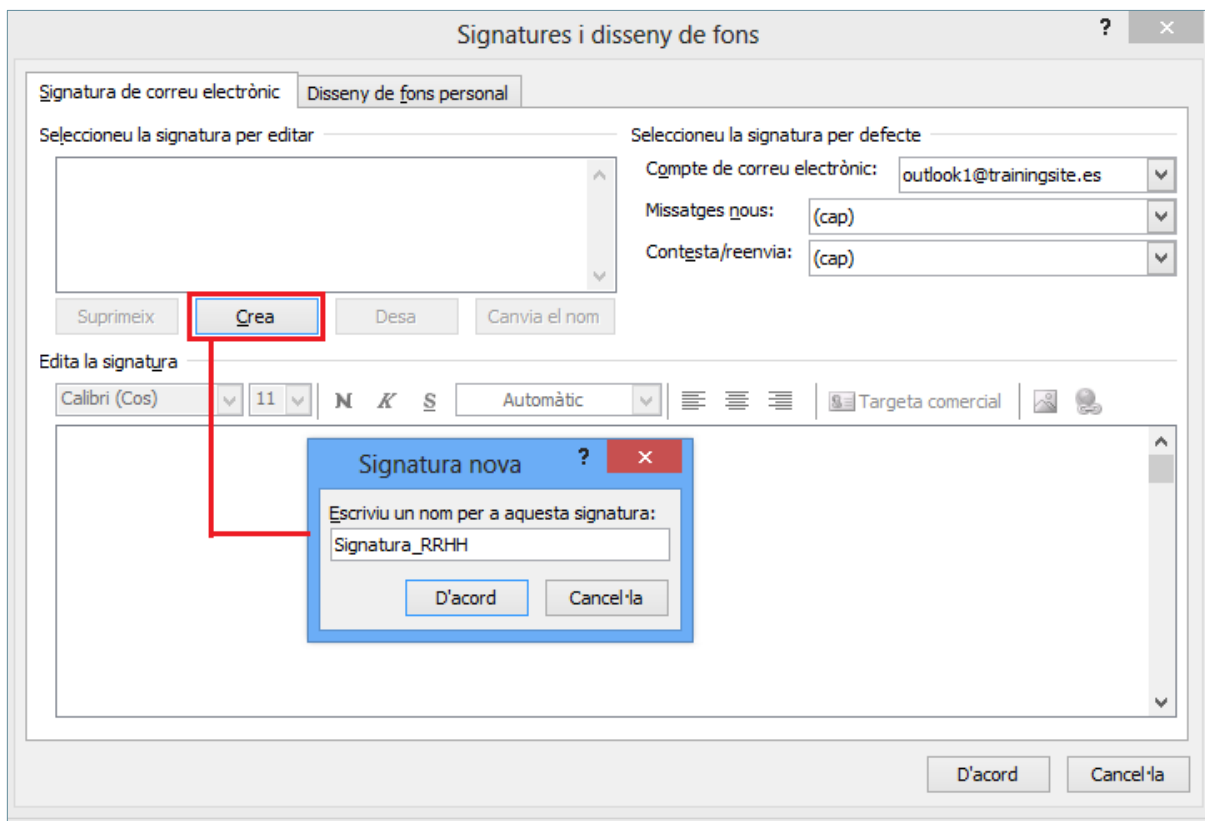 Signatures i disseny de fons
?
Signatura de correu electrònic
Disseny de fons personal
Seleccioneu la signatura per editar
Seleccioneu la signatura per defecte
Compte de correu electrònic:
outlook1@trainingsite.es
Missatges nous:
(cap)
Contesta/reenvia:
(cap)
Suprimeix
Crea
Desa
Canvia el nom
Edita la signatura
Calibri (Cos)
11
N
K
S
Automàtic
Targeta comercial
Signatura nova
?
Escriviu un nom per a aquesta signatura:
Signatura_RRHH
D'acord
Cancel·la
D'acord
Cancel·la